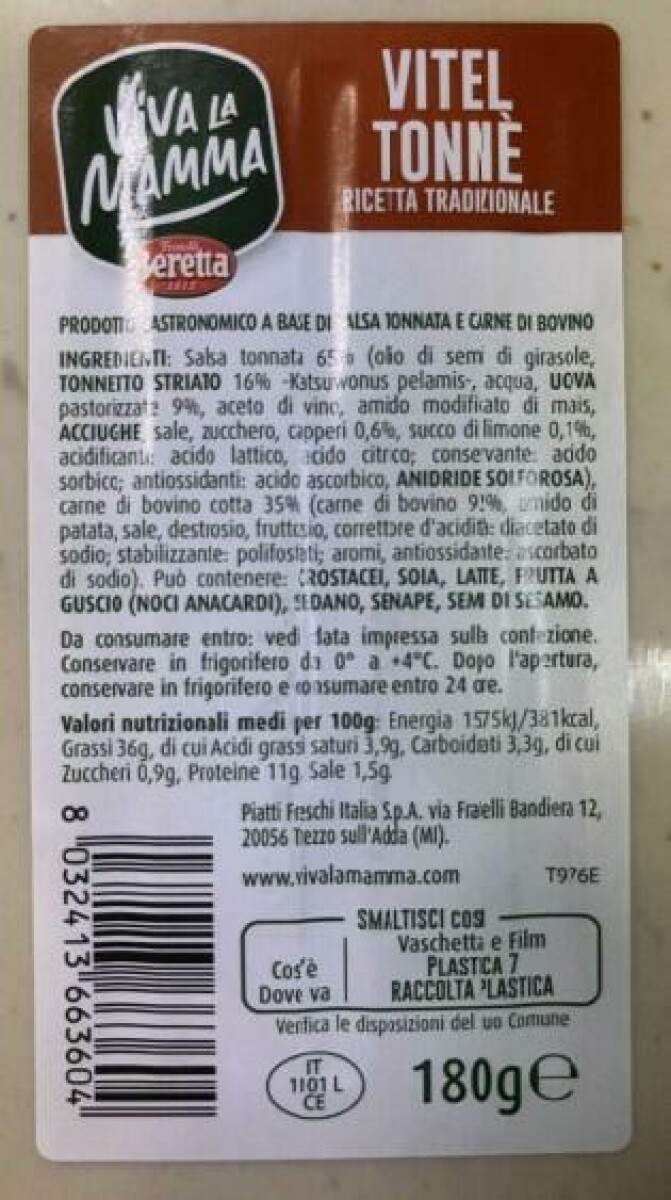 VIVA LA
MAMMA
Fratelli
Beretta
1812
VITEL
TONNÈ
RICETTA TRADIZIONALE
PRODOTTO GASTRONOMICO A BASE DI SALSA TONNATA E CARNE DI BOVINO
INGREDIENTI: Salsa tonnata 65% (olio di semi di girasole,
TONNETTO STRIATO 16% -Katsuwonus pelamis-, acqua, UOVA
pastorizzate 9%, aceto di vino, amido modificato di mais,
ACCIUGHE, sale, zucchero, capperi 0,6%, succo di limone 0,1%,
acidificanti: acido lattico, acido citrico; conservante: acido
sorbico; antiossidanti: acido ascorbico, ANIDRIDE SOLFOROSA),
carne di bovino cotta 35% (carne di bovino amido di
patata, sale, destrosio, fruttosio, correttore d'acidità: diacetato di
sodio; stabilizzante: polifosfati; aromi, antiossidante: ascorbato
di sodio). Può contenere: CROSTACEI, SOIA, LATTE, FRUTTA A
GUSCIO (NOCI ANACARDI), SEDANO, SENAPE, SEMI DI SESAMO.
Da consumare entro: vedi data impressa sulla confezione.
Conservare in frigorifero da 0° a +4°C. Dopo l'apertura,
conservare in frigorifero e consumare entro 24 ore.
Valori nutrizionali medi per 100g: Energia 1575kJ/381kcal,
Grassi 36g, di cui Acidi grassi saturi 3,9g, Carboidrati 3,3g, di cui
Zuccheri 0,9g, Proteine 11g. Sale 1,5g.
Piatti Freschi Italia S.p.A. via Fratelli Bandiera 12,
20056 Trezzo sull'Adda (MI).
www.vivalamamma.com T976E
SMALTISCI COSÌ
Cos'è Vaschetta e Film
PLASTICA 7
Dove va RACCOLTA PLASTICA
Verifica le disposizioni del tuo Comune
IT
1101 L
CE
180g e
8 032413 663604